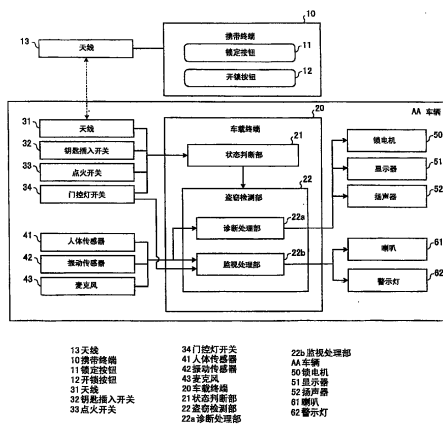 10
携带终端
13
天线
锁定按钮
11
开锁按钮
12
AA 车辆
20
31
天线
车载终端
32
钥匙插入开关
21
状态判断部
33
点火开关
34
门控灯开关
22
盗窃检测部
22a
诊断处理部
22b
监视处理部
41
人体传感器
42
振动传感器
43
麦克风
50
锁电机
51
显示器
52
扬声器
61
喇叭
62
警示灯
13天线
10携带终端
11锁定按钮
12开锁按钮
31天线
32钥匙插入开关
33点火开关
34门控灯开关
41人体传感器
42振动传感器
43麦克风
20车载终端
21状态判断部
22盗窃检测部
22a诊断处理部
22b监视处理部
AA车辆
50锁电机
51显示器
52扬声器
61喇叭
62警示灯